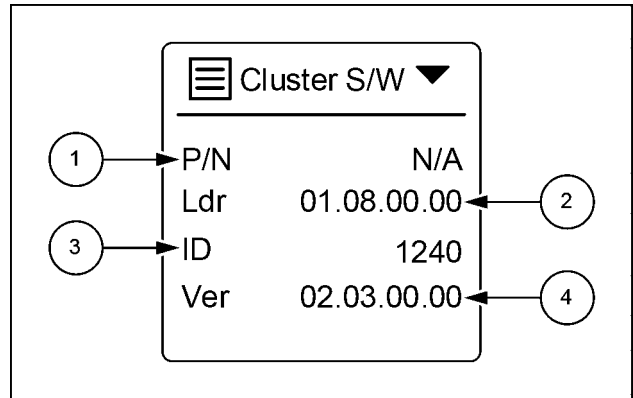 Cluster S/W
1 P/N N/A
Ldr 01.08.00.00 2
3 ID 1240
Ver 02.03.00.00 4